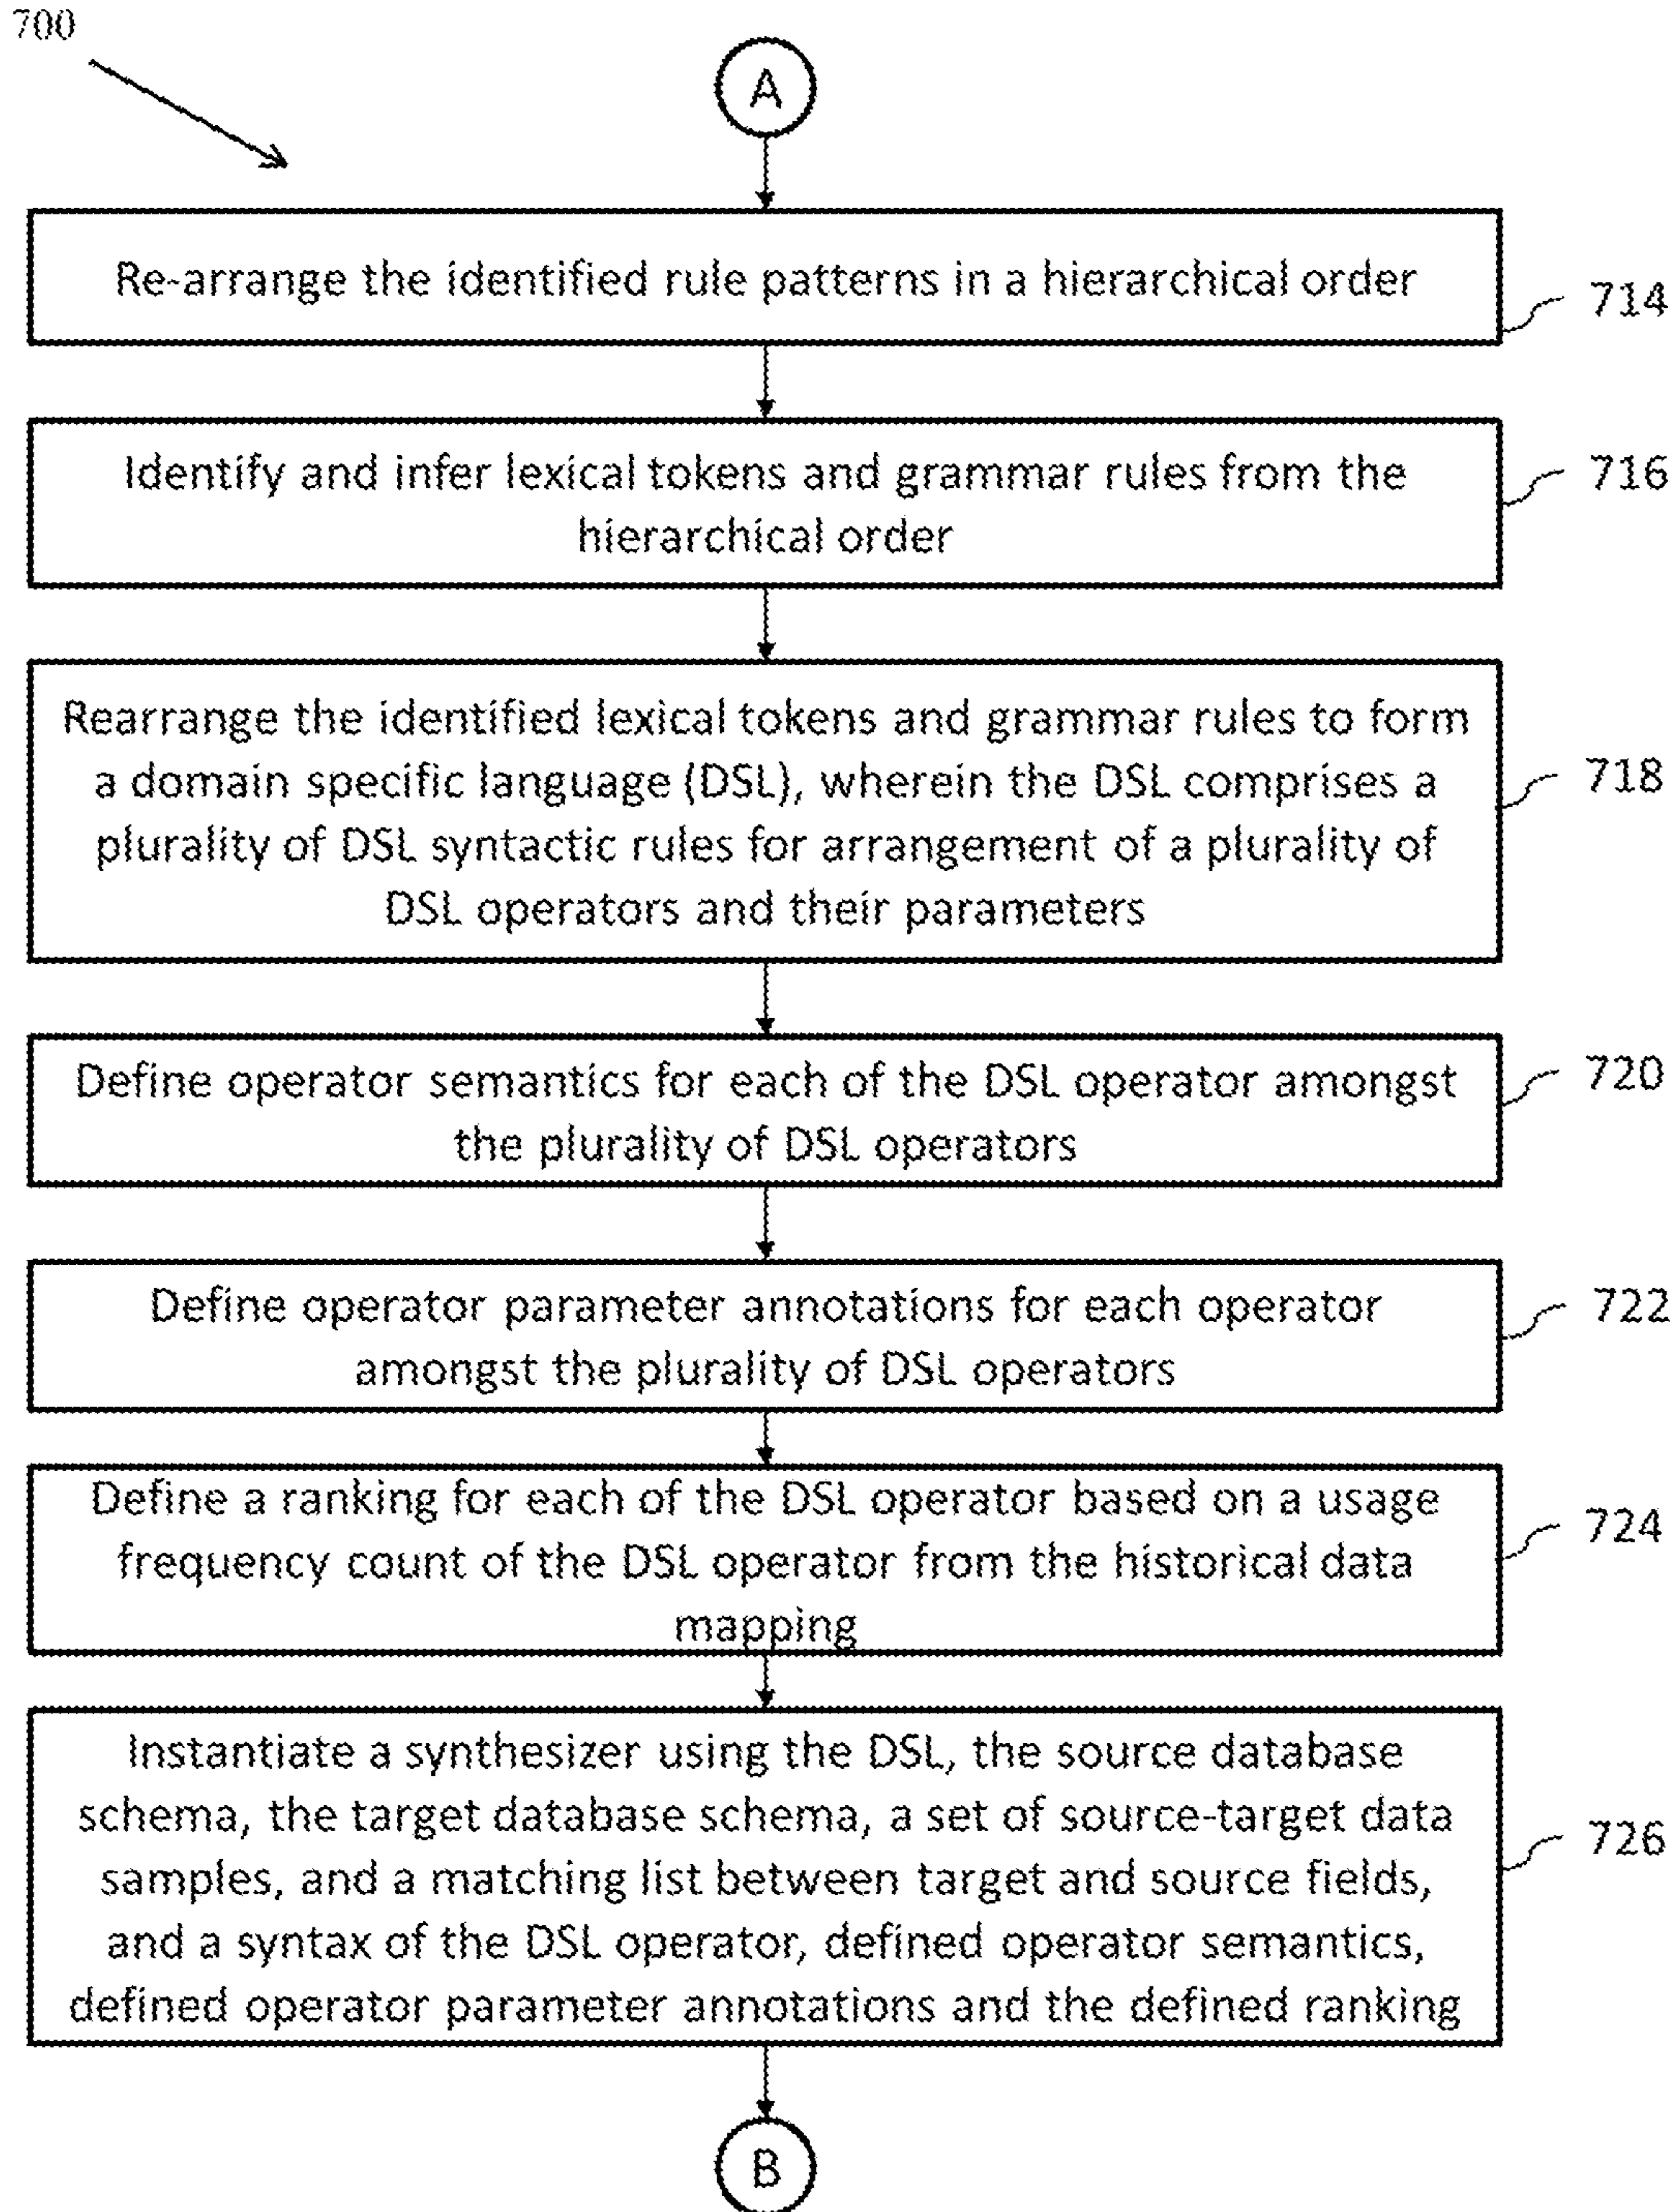 700
A
Re-arrange the identified rule patterns in a hierarchical order
714
Identify and infer lexical tokens and grammar rules from the
hierarchical order
716
Rearrange the identified lexical tokens and grammar rules to form
a domain specific language (DSL), wherein the DSL comprises a
plurality of DSL syntactic rules for arrangement of a plurality of
DSL operators and their parameters
718
Define operator semantics for each of the DSL operator amongst
the plurality of DSL operators
720
Define operator parameter annotations for each operator
amongst the plurality of DSL operators
722
Define a ranking for each of the DSL operator based on a usage
frequency count of the DSL operator from the historical data
mapping
724
Instantiate a synthesizer using the DSL, the source database
schema, the target database schema, a set of source-target data
samples, and a matching list between target and source fields,
and a syntax of the DSL operator, defined operator semantics,
defined operator parameter annotations and the defined ranking
726
B